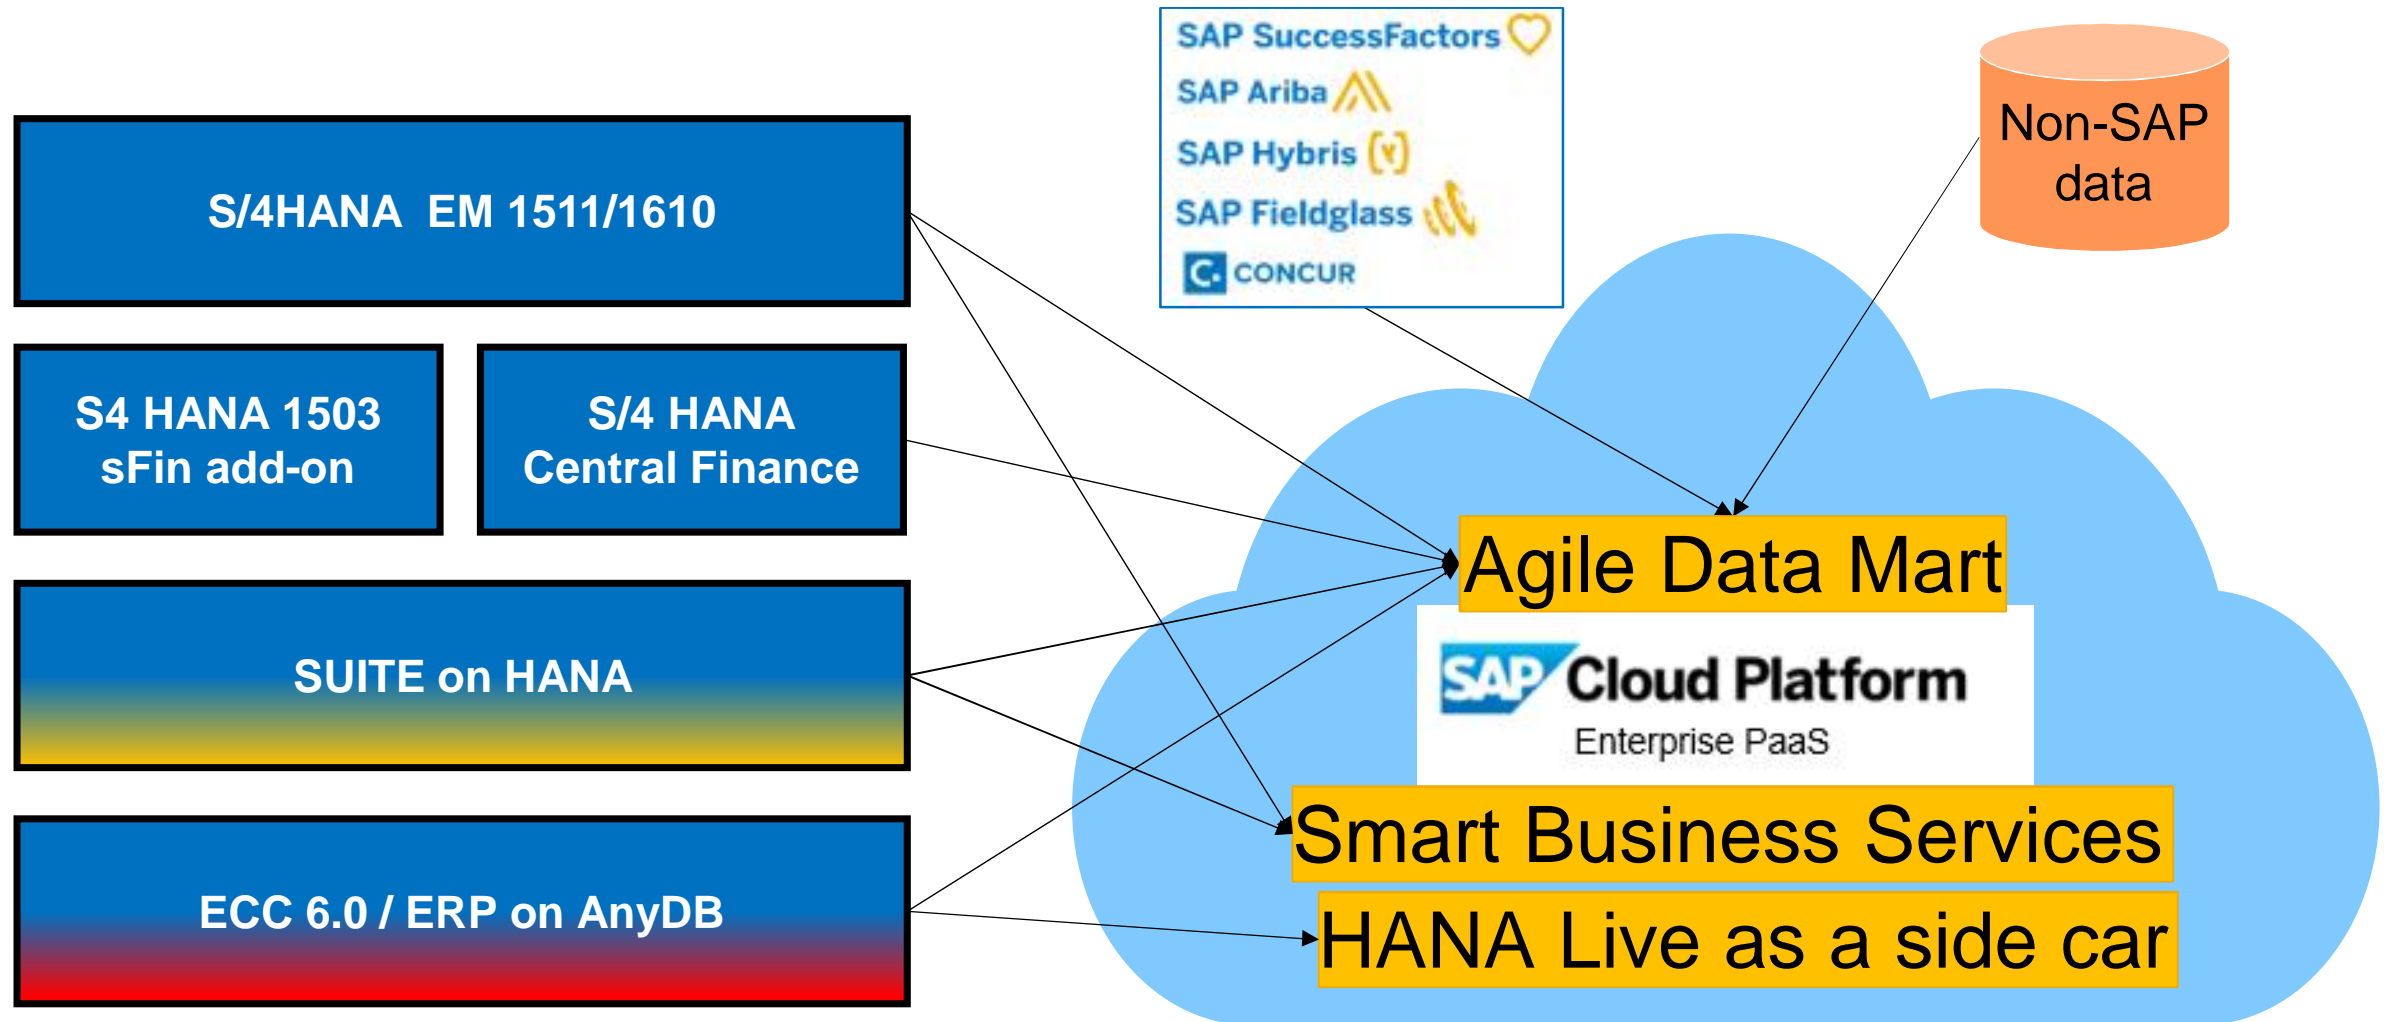 SAP SuccessFactors
SAP Ariba
SAP Hybris
SAP Fieldglass
C. CONCUR
Non-SAP
data
S/4HANA EM 1511/1610
S4 HANA 1503
sFin add-on
S/4 HANA
Central Finance
SUITE on HANA
ECC 6.0 / ERP on AnyDB
Agile Data Mart
SAP Cloud Platform
Enterprise PaaS
Smart Business Services
HANA Live as a side car